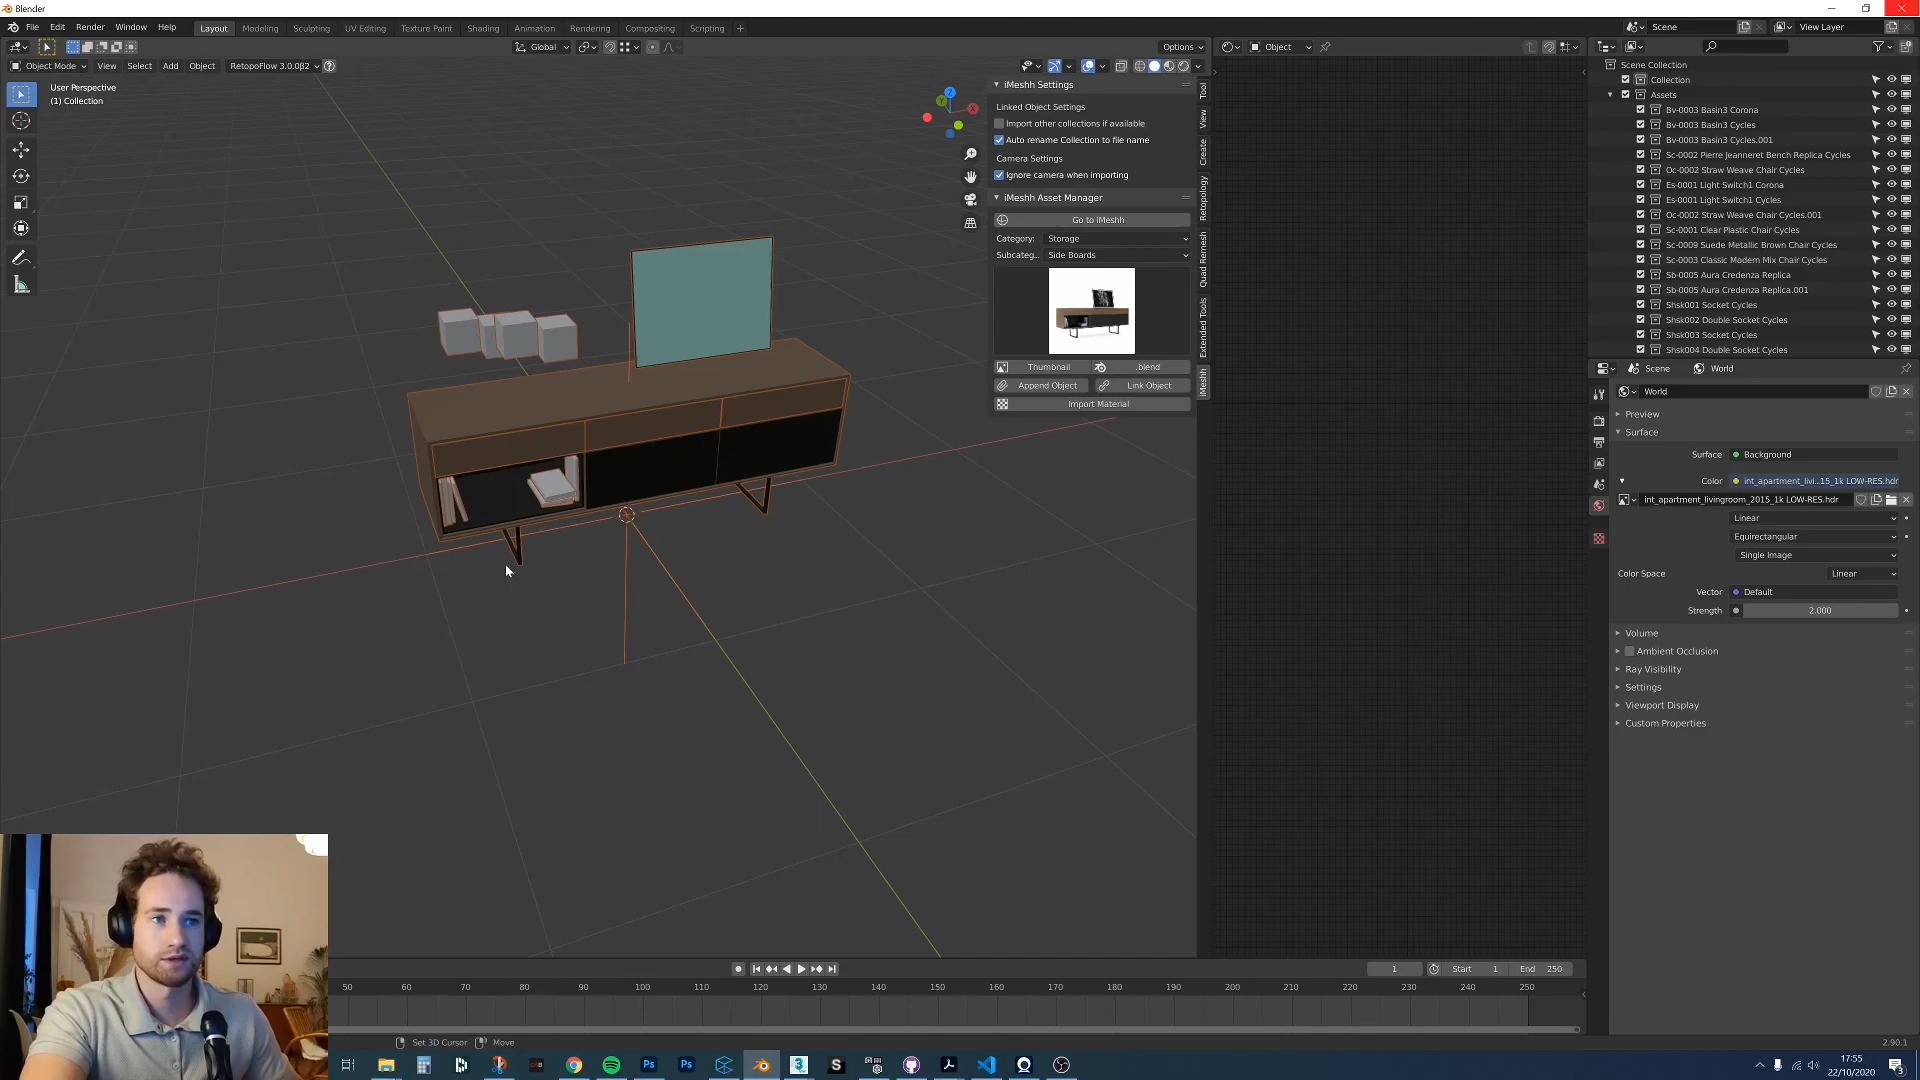 Blender
File Edit Render Window Help
Layout Modeling Sculpting UV Editing Texture Paint Shading Animation Rendering Compositing Scripting +
Scene View Layer
Global Options Object
Object Mode View Select Add Object RetopoFlow 3.0.0β2
User Perspective
(1) Collection
iMeshh Settings
Linked Object Settings
Import other collections if available
Auto rename Collection to file name
Camera Settings
Ignore camera when importing
iMeshh Asset Manager
Go to iMeshh
Category: Storage
Subcateg.. Side Boards
Thumbnail .blend
Append Object Link Object
Import Material
Tool
View
Create
Retopology
Quad Remesh
Extended Tools
iMeshh
Scene Collection
Collection
Assets
Bv-0003 Basin3 Corona
Bv-0003 Basin3 Cycles
Bv-0003 Basin3 Cycles.001
Sc-0002 Pierre Jeanneret Bench Replica Cycles
Oc-0002 Straw Weave Chair Cycles
Es-0001 Light Switch1 Corona
Es-0001 Light Switch1 Cycles
Oc-0002 Straw Weave Chair Cycles.001
Sc-0001 Clear Plastic Chair Cycles
Sc-0009 Suede Metallic Brown Chair Cycles
Sc-0003 Classic Modern Mix Chair Cycles
Sb-0005 Aura Credenza Replica
Sb-0005 Aura Credenza Replica.001
Shsk001 Socket Cycles
Shsk002 Double Socket Cycles
Shsk003 Socket Cycles
Shsk004 Double Socket Cycles
Scene World
World
Preview
Surface
Surface Background
Color int_apartment_livi...15_1k LOW-RES.hdr
int_apartment_livingroom_2015_1k LOW-RES.hdr
Linear
Equirectangular
Single Image
Color Space Linear
Vector Default
Strength 2.000
Volume
Ambient Occlusion
Ray Visibility
Settings
Viewport Display
Custom Properties
1 Start 1 End 250
50 60 70 80 90 100 110 120 130 140 150 160 170 180 190 200 210 220 230 240 250
Set 3D Cursor Move 2.90.1
17:55
22/10/2020